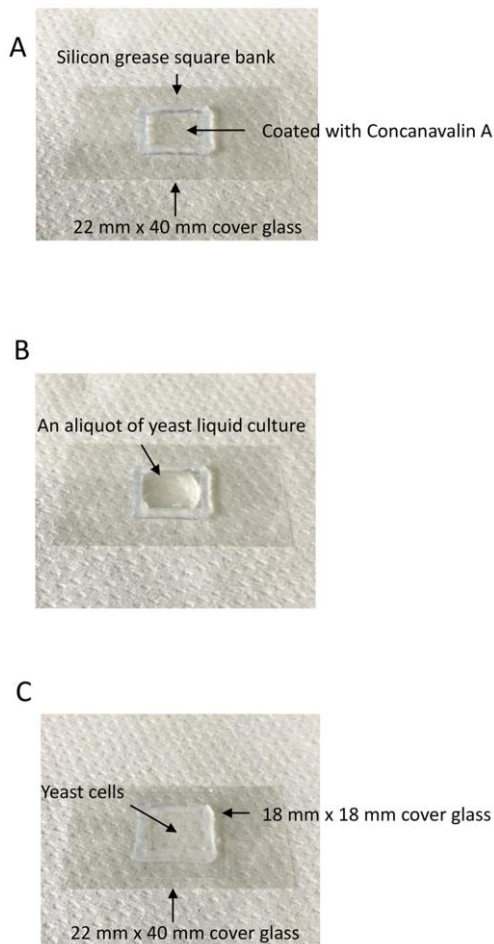 A
Silicon grease square bank
Coated with Concanavalin A
22 mm x 40 mm cover glass
B
An aliquot of yeast liquid culture
C
Yeast cells
18 mm x 18 mm cover glass
22 mm x 40 mm cover glass